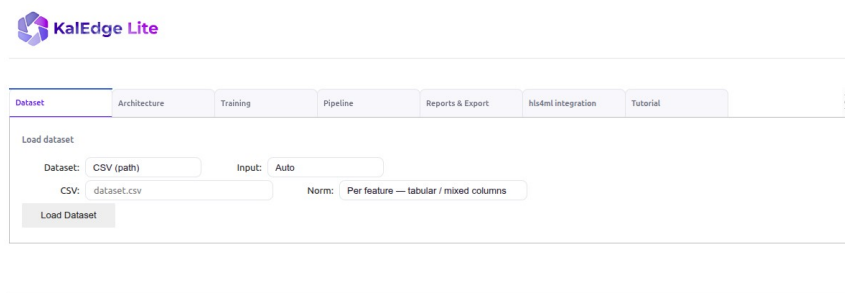 KalEdge Lite
Dataset Architecture Training Pipeline Reports & Export hls4ml integration Tutorial
Load dataset
Dataset: CSV (path) Input: Auto
CSV: dataset.csv Norm: Per feature — tabular / mixed columns
Load Dataset